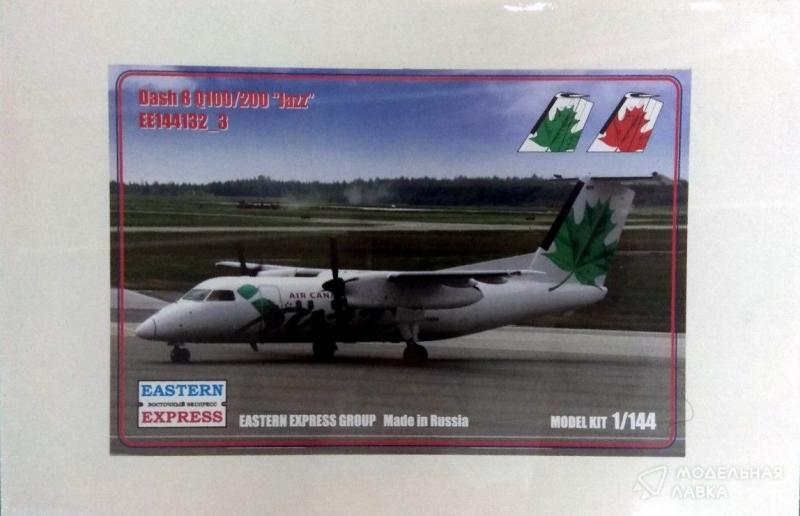 Dash 8 Q100/200 "Jazz"
EE144132_3
AIR CANA
EASTERN
ВОСТОЧНЫЙ ЭКСПРЕСС
EXPRESS
EASTERN EXPRESS GROUP Made in Russia
MODEL KIT 1/144
МОДЕЛЬНАЯ
ЛАВКА